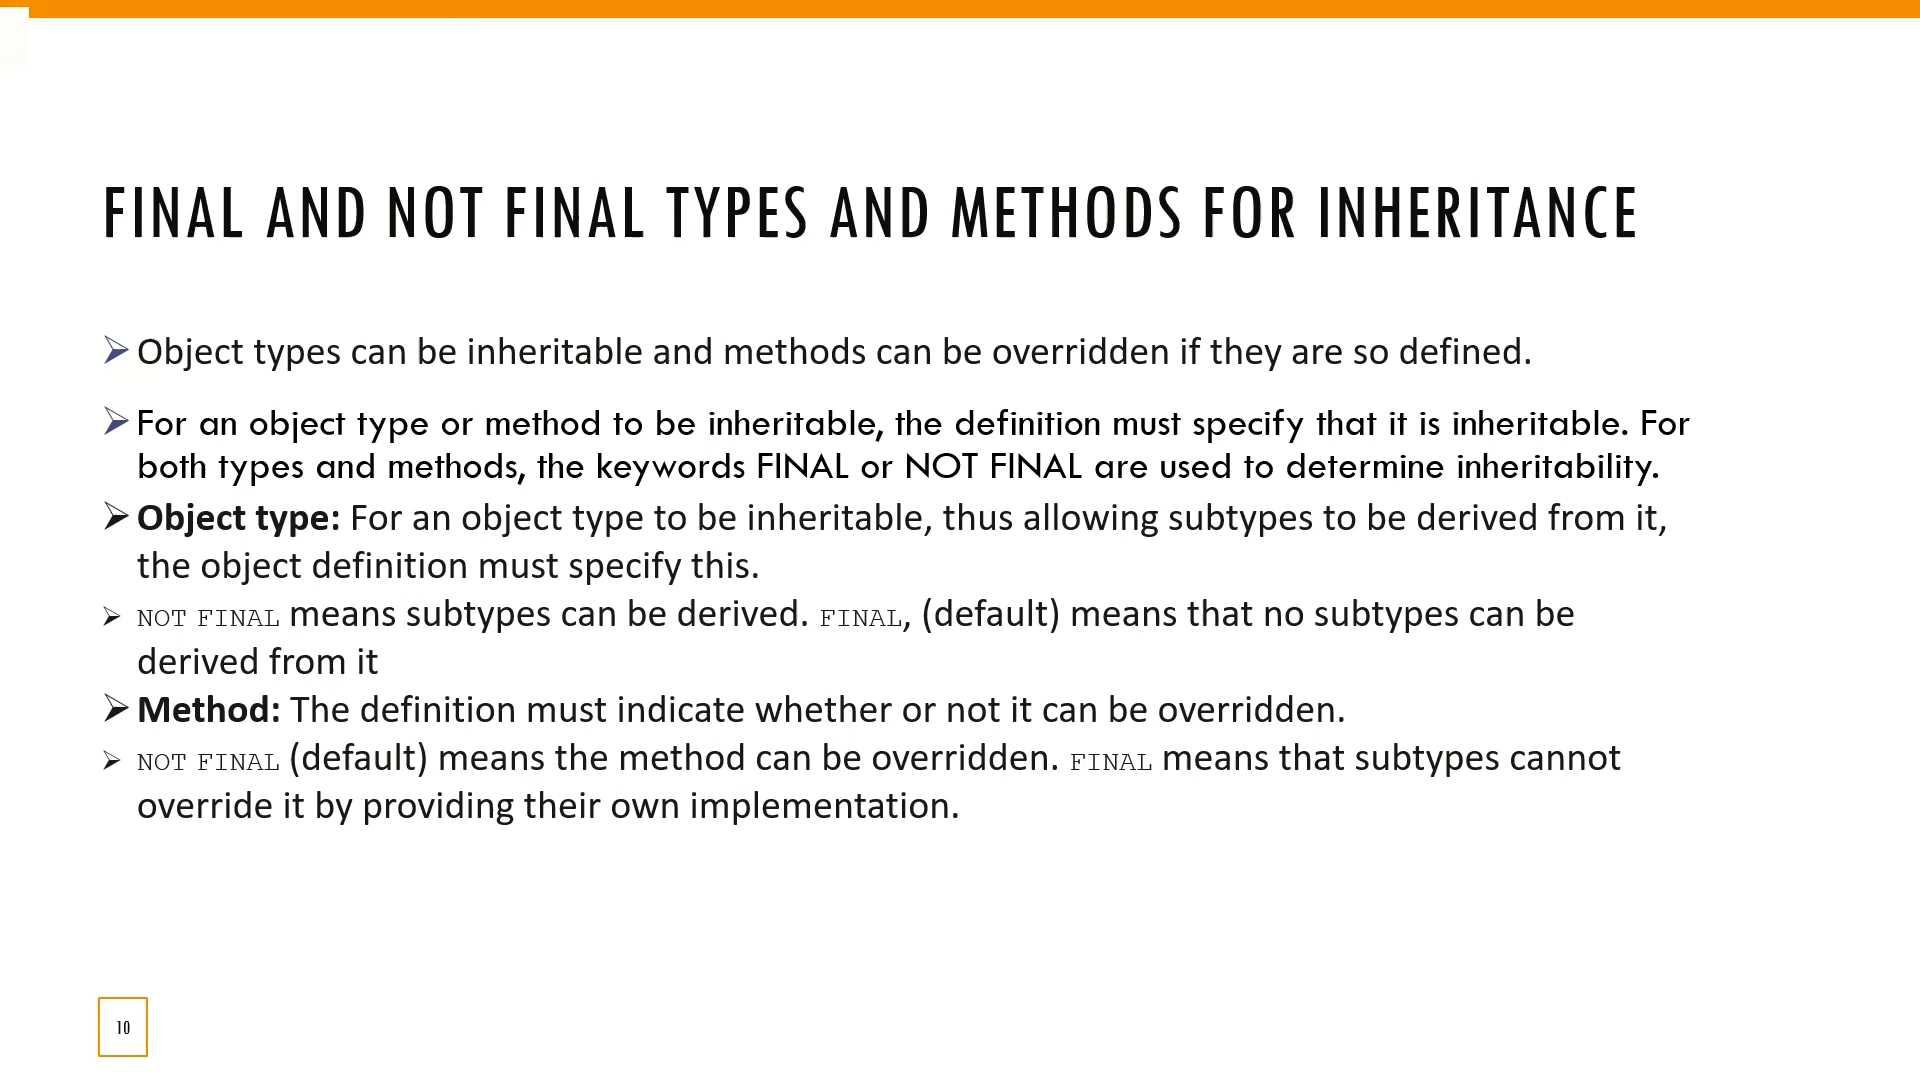 FINAL AND NOT FINAL TYPES AND METHODS FOR INHERITANCE
Object types can be inheritable and methods can be overridden if they are so defined.
For an object type or method to be inheritable, the definition must specify that it is inheritable. For
both types and methods, the keywords FINAL or NOT FINAL are used to determine inheritability.
Object type: For an object type to be inheritable, thus allowing subtypes to be derived from it,
the object definition must specify this.
NOT FINAL means subtypes can be derived. FINAL, (default) means that no subtypes can be
derived from it
Method: The definition must indicate whether or not it can be overridden.
NOT FINAL (default) means the method can be overridden. FINAL means that subtypes cannot
override it by providing their own implementation.
10